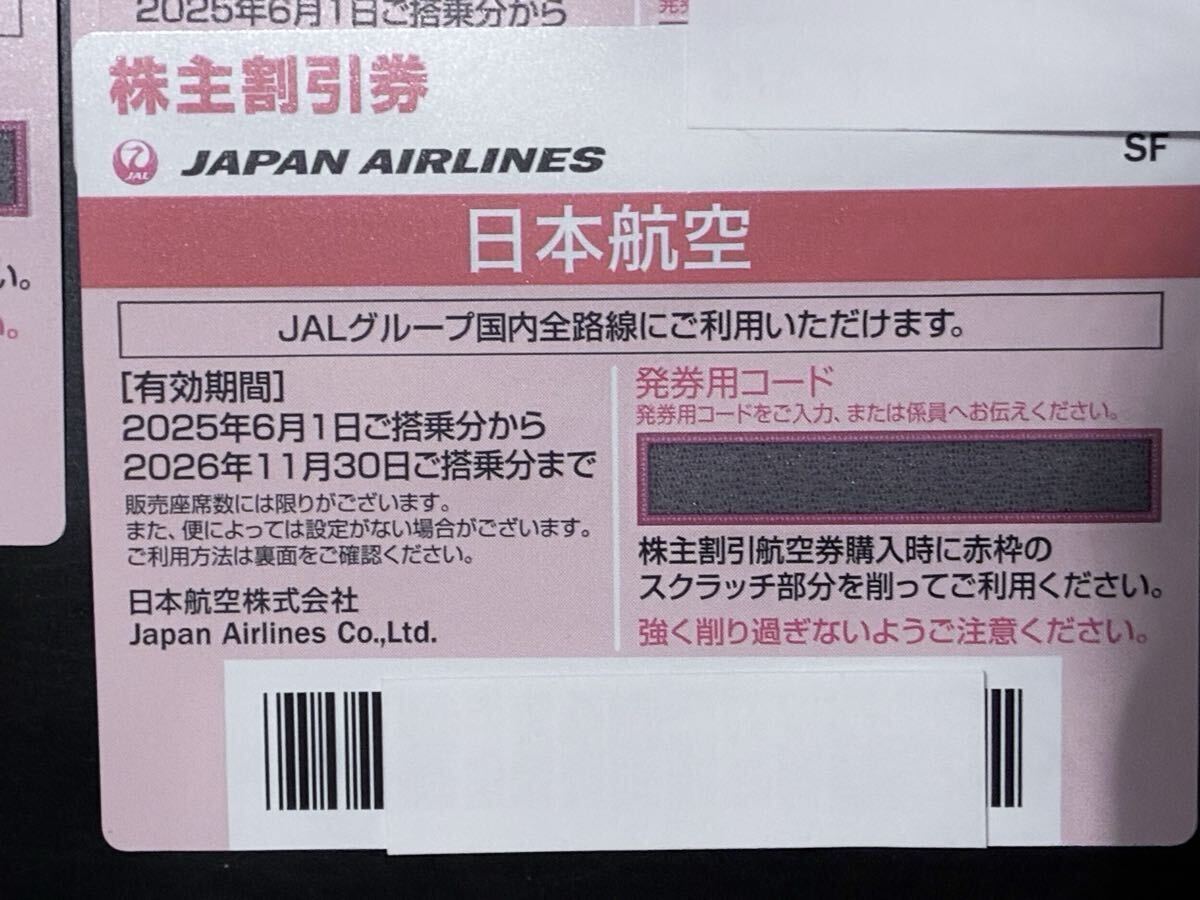 2025年6月1日ご搭乗分から
株主割引券
JAL JAPAN AIRLINES
SF
日本航空
JALグループ国内全路線にご利用いただけます。
[有効期間]
2025年6月1日ご搭乗分から
2026年11月30日ご搭乗分まで
販売座席数には限りがございます。
また、便によっては設定がない場合がございます。
ご利用方法は裏面をご確認ください。
日本航空株式会社
Japan Airlines Co.,Ltd.
発券用コード
発券用コードをご入力、または係員へお伝えください。
株主割引航空券購入時に赤枠の
スクラッチ部分を削ってご利用ください。
強く削り過ぎないようご注意ください。
い。